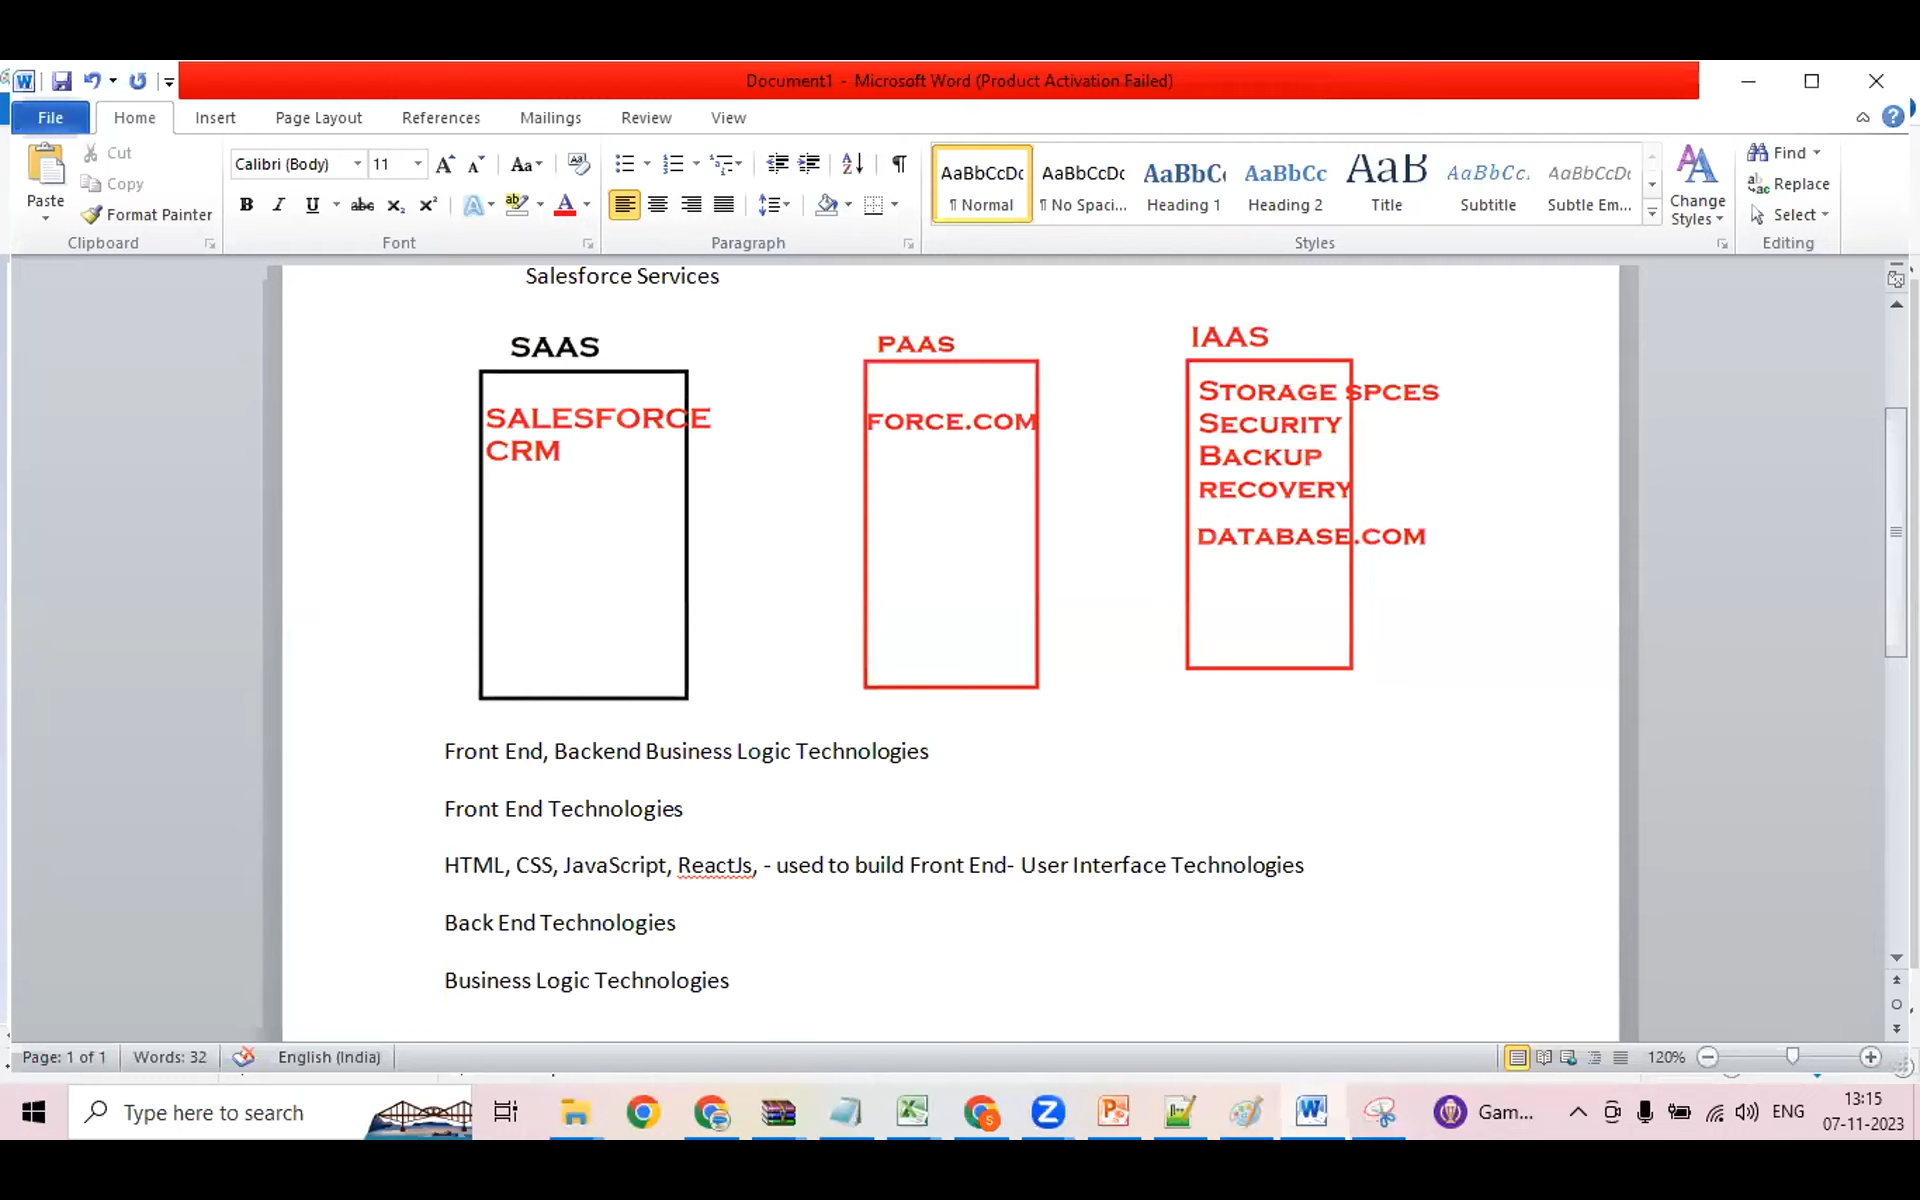 Document1 - Microsoft Word (Product Activation Failed)
File Home Insert Page Layout References Mailings Review View
Cut
Copy
Paste
Format Painter
Clipboard
Calibri (Body) 11
Font
Paragraph
AaBbCcDc AaBbCcDc AaBbCc AaBbCc AaB AaBbCc. AaBbCcDc
¶ Normal ¶ No Spaci... Heading 1 Heading 2 Title Subtitle Subtle Em...
Styles
Change
Styles
Find
Replace
Select
Editing
Salesforce Services
SAAS
SALESFORCE
CRM
PAAS
FORCE.COM
IAAS
STORAGE SPCES
SECURITY
BACKUP
RECOVERY
DATABASE.COM
Front End, Backend Business Logic Technologies
Front End Technologies
HTML, CSS, JavaScript, ReactJs, - used to build Front End- User Interface Technologies
Back End Technologies
Business Logic Technologies
Page: 1 of 1 Words: 32 English (India) 120%
Type here to search
Gam... ENG
13:15
07-11-2023